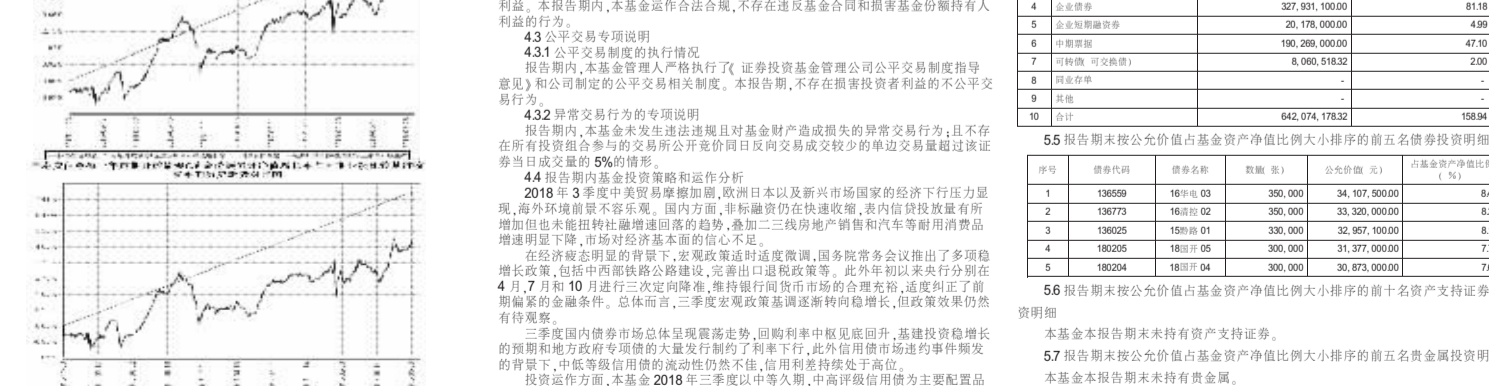 利益。本报告期内,本基金运作合法合规,不存在违反基金合同和损害基金份额持有人
利益的行为。
4.3 公平交易专项说明
4.3.1 公平交易制度的执行情况
报告期内,本基金管理人严格执行了《证券投资基金管理公司公平交易制度指导
意见》和公司制定的公平交易相关制度。本报告期,不存在损害投资者利益的不公平交
易行为。
4.3.2 异常交易行为的专项说明
报告期内,本基金未发生违法违规且对基金财产造成损失的异常交易行为;且不存
在所有投资组合参与的交易所公开竞价同日反向交易成交较少的单边交易量超过该证
券当日成交量的 5%的情形。
4.4 报告期内基金投资策略和运作分析
2018 年 3 季度中美贸易摩擦加剧,欧洲日本以及新兴市场国家的经济下行压力显
现,海外环境前景不容乐观。国内方面,非标融资仍在快速收缩,表内信贷投放量有所
增加但也未能扭转社融增速回落的趋势,叠加二三线房地产销售和汽车等耐用消费品
增速明显下降,市场对经济基本面的信心不足。
在经济疲态明显的背景下,宏观政策适时适度微调,国务院常务会议推出了多项稳
增长政策,包括中西部铁路公路建设,完善出口退税政策等。此外年初以来央行分别在
4 月,7 月和 10 月进行三次定向降准,维持银行间货币市场的合理充裕,适度纠正了前
期偏紧的金融条件。总体而言,三季度宏观政策基调逐渐转向稳增长,但政策效果仍然
有待观察。
三季度国内债券市场总体呈现震荡走势,回购利率中枢见底回升,基建投资稳增长
的预期和地方政府专项债的大量发行制约了利率下行,此外信用债市场违约事件频发
的背景下,中低等级信用债的流动性仍然不佳,信用利差持续处于高位。
投资运作方面,本基金 2018 年三季度以中等久期,中高评级信用债为主要配置品
4 企业债券 327,931,100.00 81.18
5 企业短期融资券 20,178,000.00 4.99
6 中期票据 190,269,000.00 47.10
7 可转债(可交换债) 8,060,518.32 2.00
8 同业存单 - -
9 其他 - -
10 合计 642,074,178.32 158.94
5.5 报告期末按公允价值占基金资产净值比例大小排序的前五名债券投资明细
序号 债券代码 债券名称 数量(张) 公允价值(元) 占基金资产净值比例
(%)
1 136559 16华电 03 350,000 34,107,500.00
2 136773 16清控 02 350,000 33,320,000.00
3 136025 15黔路 01 330,000 32,957,100.00
4 180205 18国开 05 300,000 31,377,000.00
5 180204 18国开 04 300,000 30,873,000.00
5.6 报告期末按公允价值占基金资产净值比例大小排序的前十名资产支持证券
资明细
本基金本报告期末未持有资产支持证券。
5.7 报告期末按公允价值占基金资产净值比例大小排序的前五名贵金属投资明
本基金本报告期末未持有贵金属。